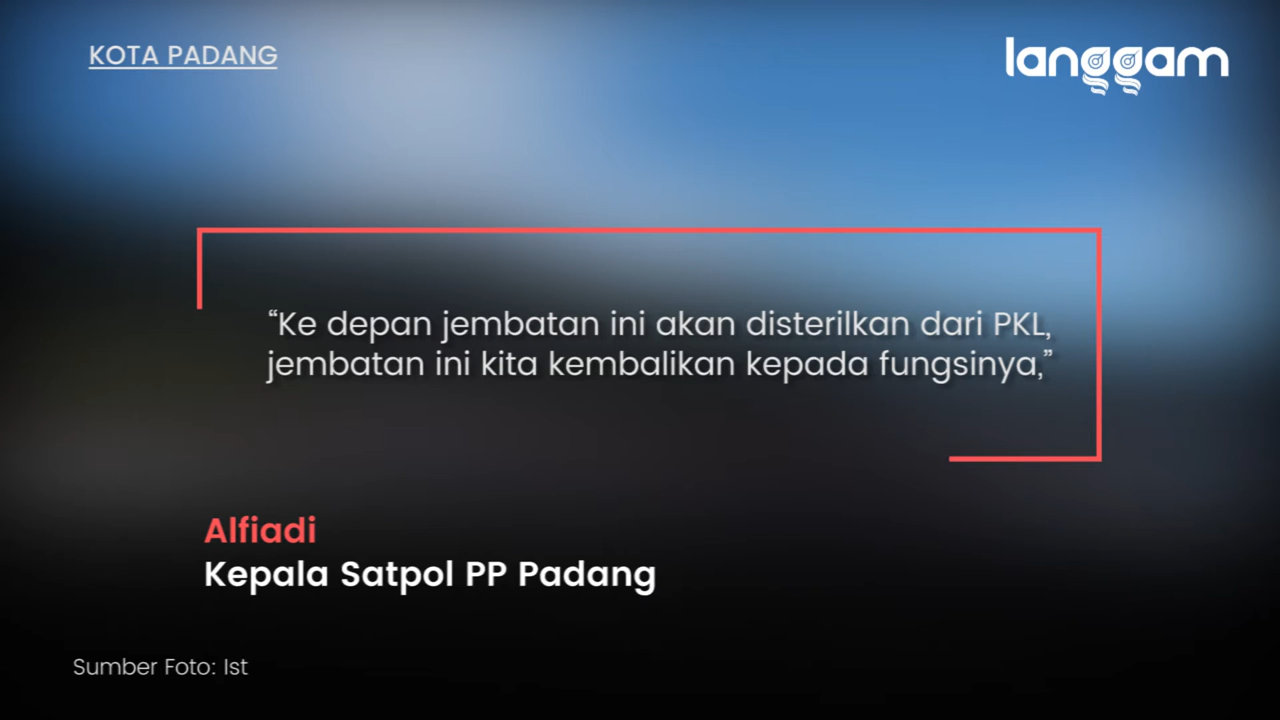 KOTA PADANG
langgam
“Ke depan jembatan ini akan disterilkan dari PKL,
jembatan ini kita kembalikan kepada fungsinya,”
Alfiadi
Kepala Satpol PP Padang
Sumber Foto: Ist